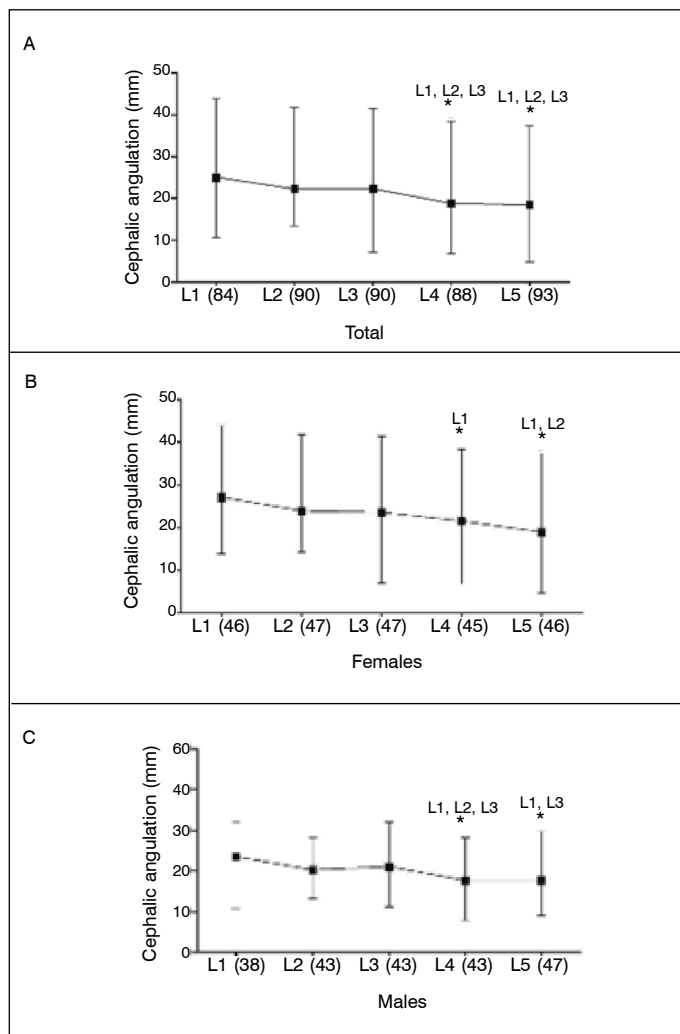 A
Cephalic angulation (mm)
50
40
30
20
10
0
L1, L2, L3
*
L1, L2, L3
*
L1 (84) L2 (90) L3 (90) L4 (88) L5 (93)
Total
B
Cephalic angulation (mm)
50
40
30
20
10
0
L1
*
L1, L2
*
L1 (46) L2 (47) L3 (47) L4 (45) L5 (46)
Females
C
Cephalic angulation (mm)
60
40
30
20
10
0
L1, L2, L3
*
L1, L3
*
L1 (38) L2 (43) L3 (43) L4 (43) L5 (47)
Males